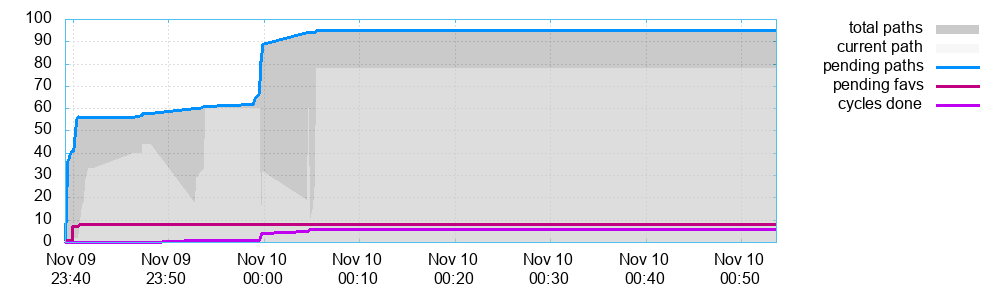 100
90
80
70
60
50
40
30
20
10
0
Nov 09 Nov 09 Nov 10 Nov 10 Nov 10 Nov 10 Nov 10 Nov 10
23:40 23:50 00:00 00:10 00:20 00:30 00:40 00:50
total paths
current path
pending paths
pending favs
cycles done